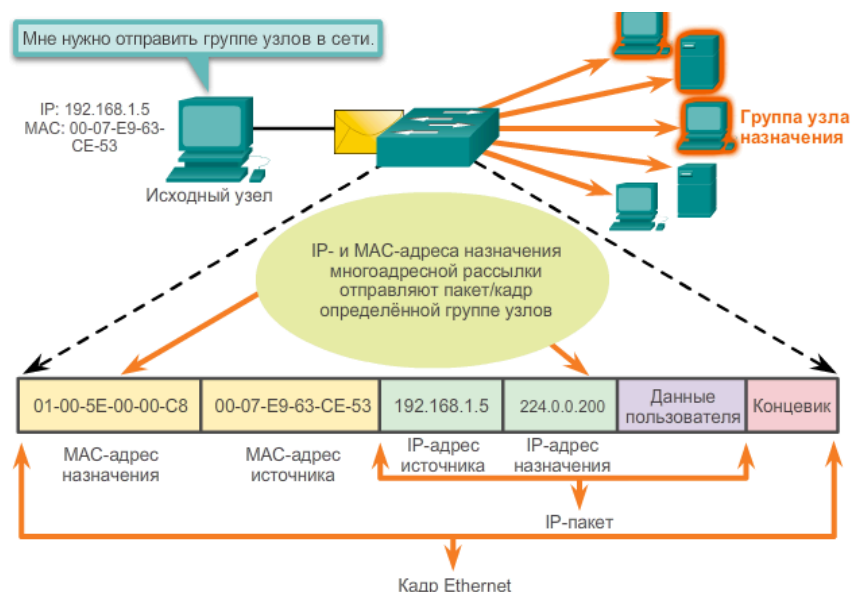 Мне нужно отправить группе узлов в сети.
IP: 192.168.1.5
MAC: 00-07-E9-63-
CE-53
Исходный узел
Группа узла
назначения
IP- и MAC-адреса назначения
многоадресной рассылки
отправляют пакет/кадр
определённой группе узлов
01-00-5E-00-00-C8
00-07-E9-63-CE-53
192.168.1.5
224.0.0.200
Данные
пользователя
Концевик
MAC-адрес
назначения
MAC-адрес
источника
IP-адрес
источника
IP-адрес
назначения
IP-пакет
Кадр Ethernet